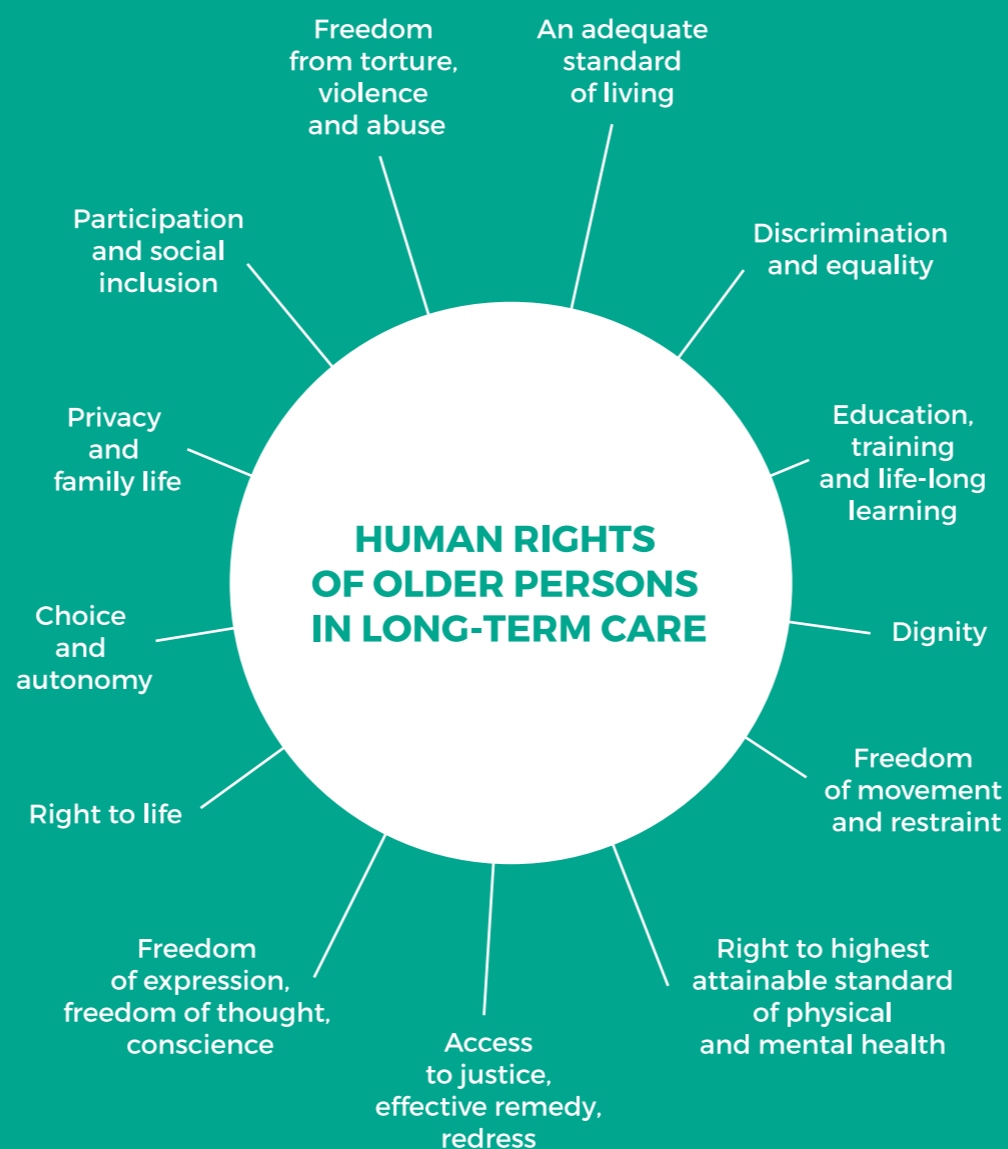 Freedom
from torture,
violence
and abuse
An adequate
standard
of living
Participation
and social
inclusion
Discrimination
and equality
Privacy
and
family life
Education,
training
and life-long
learning
HUMAN RIGHTS
OF OLDER PERSONS
IN LONG-TERM CARE
Choice
and
autonomy
Dignity
Right to life
Freedom
of movement
and restraint
Freedom
of expression,
freedom of thought,
conscience
Access
to justice,
effective remedy,
redress
Right to highest
attainable standard
of physical
and mental health